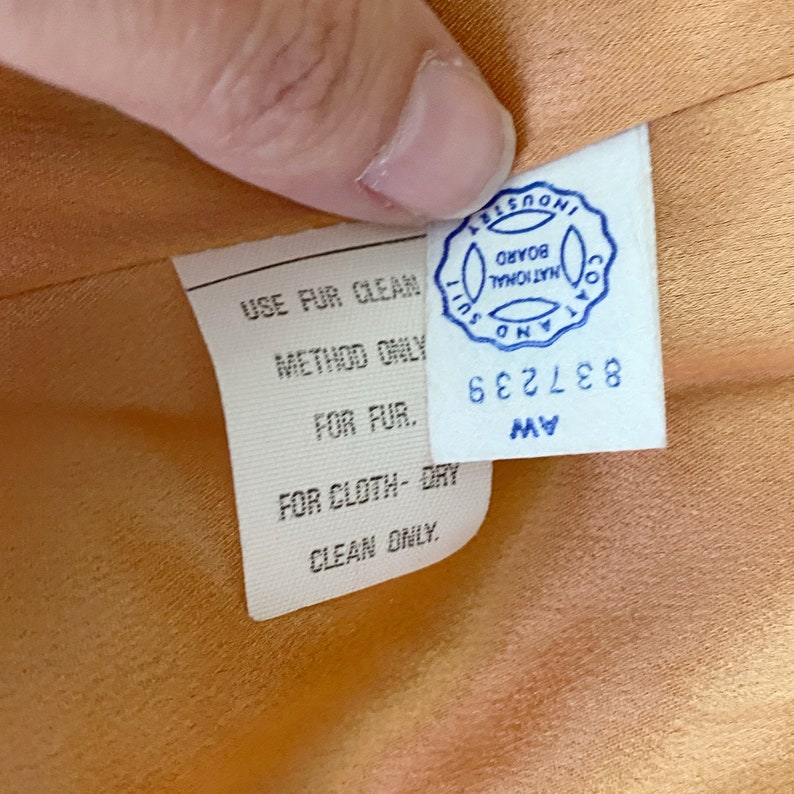 USE FUR CLEAN
METHOD ONLY
FOR FUR.
FOR CLOTH- DRY
CLEAN ONLY.
AW
837239
COAT AND SUIT INDUSTRY
NATIONAL
BOARD